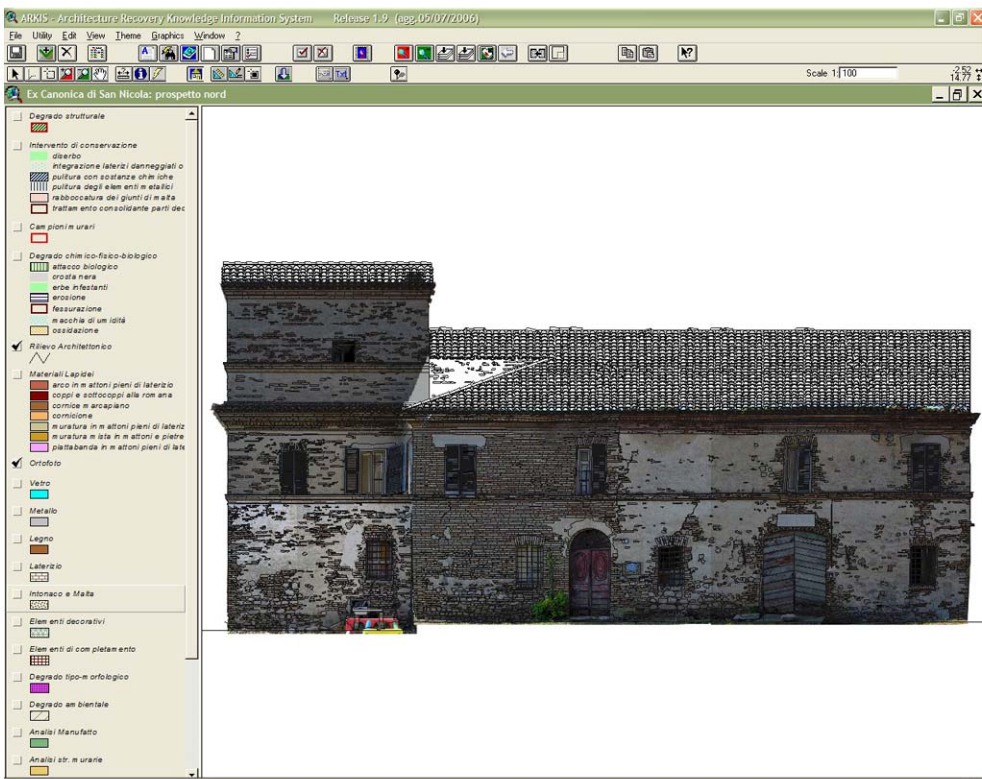 ARKIS - Architecture Recovery Knowledge Information System Release 1.9 (agg.05/07/2006)
File Utility Edit View Theme Graphics Window ?
Txt
Scale 1: 100
-2.52
14.77
Ex Canonica di San Nicola: prospetto nord
Degrado strutturale
Intervento di conservazione
diserbo
integrazione laterizi danneggiati o
pulitura con sostanze chimiche
pulitura degli elementi metallici
rabboccatura dei giunti di malta
trattamento consolidante parti dec
Campioni murari
Degrado chimico-fisico-biologico
attacco biologico
crosta nera
erbe infestanti
erosione
fessurazione
macchia di umidità
ossidazione
Rilievo Architettonico
Materiali Lapidei
arco in mattoni pieni di laterizio
coppi e sottocoppi alla romana
cornice marcapiano
cornicione
muratura in mattoni pieni di lateriz
muratura mista in mattoni e pietre
piattabanda in mattoni pieni di late
Ortofoto
Vetro
Metallo
Legno
Laterizio
Intonaco e Malta
Elementi decorativi
Elementi di completamento
Degrado tipo-morfologico
Degrado ambientale
Analisi Manufatto
Analisi str. murarie